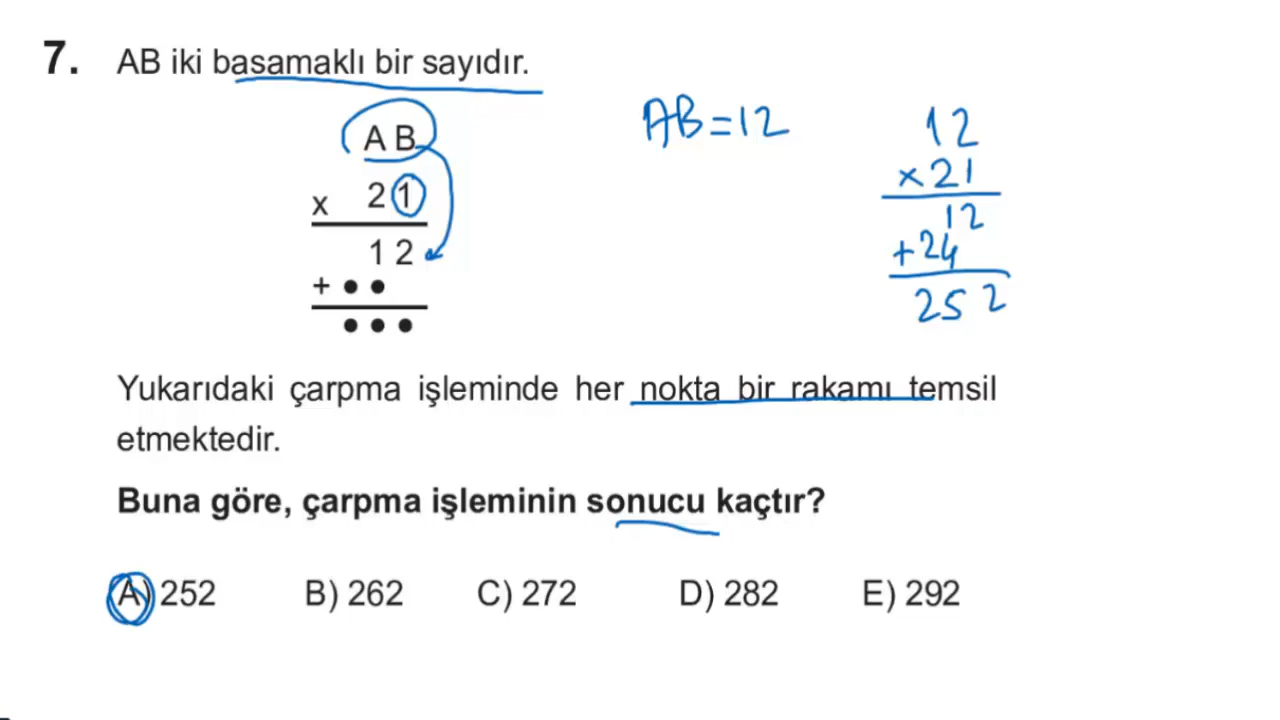 7. AB iki basamaklı bir sayıdır.
A B
x 21
12
+ ● ●
● ● ●
AB=12
12
x21
12
+24
252
Yukarıdaki çarpma işleminde her nokta bir rakamı temsil
etmektedir.
Buna göre, çarpma işleminin sonucu kaçtır?
A) 252 B) 262 C) 272 D) 282 E) 292